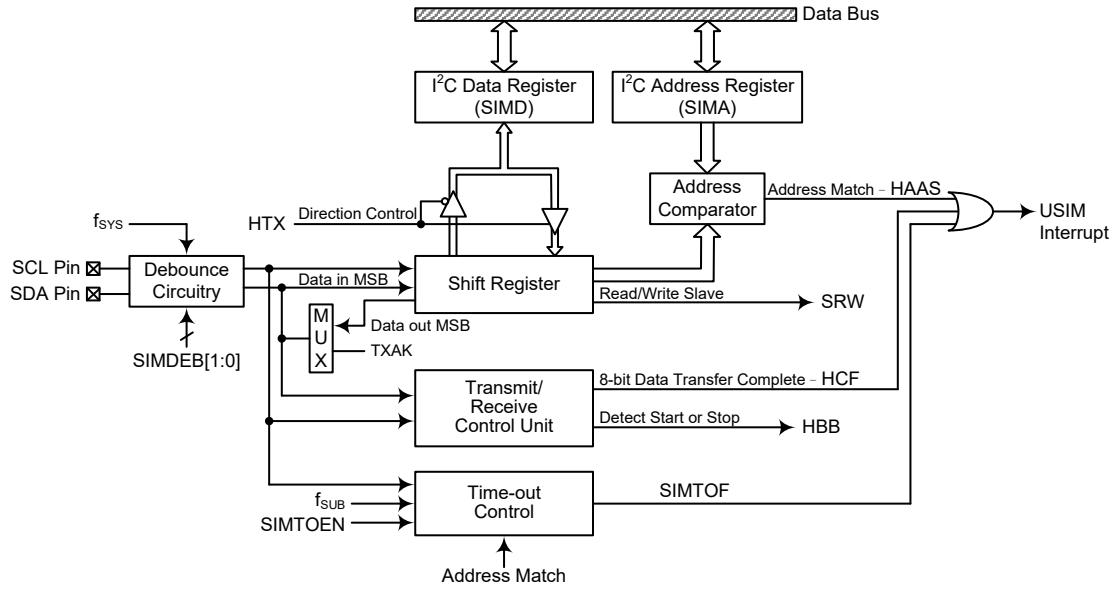 Data Bus
I²C Data Register
(SIMD)
I²C Address Register
(SIMA)
Address
Comparator
Address Match - HAAS
HTX
Direction Control
USIM
Interrupt
fSYS
SCL Pin
SDA Pin
Debounce
Circuitry
SIMDEB[1:0]
Data in MSB
Shift Register
Read/Write Slave
SRW
M
U
X
Data out MSB
TXAK
Transmit/
Receive
Control Unit
8-bit Data Transfer Complete - HCF
Detect Start or Stop
HBB
fSUB
SIMTOEN
Time-out
Control
SIMTOF
Address Match